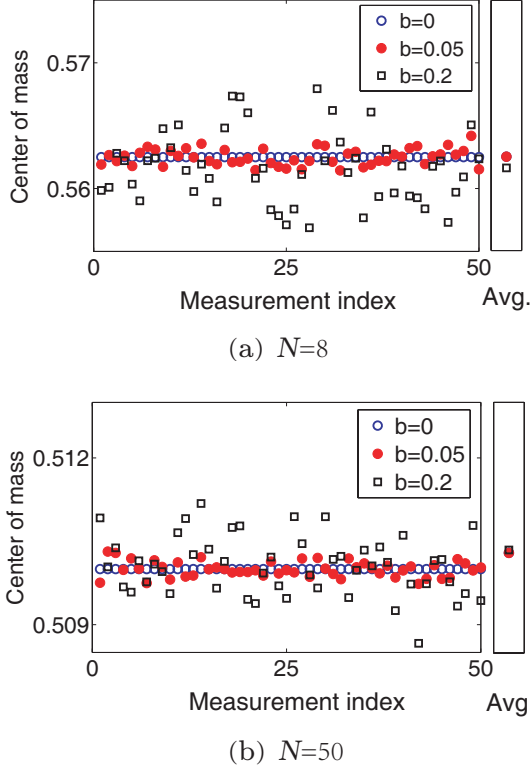 Center of mass
0.57
0.56
b=0
b=0.05
b=0.2
0
25
50
Measurement index
Avg.
(a) N=8
Center of mass
0.512
0.509
b=0
b=0.05
b=0.2
0
25
50
Measurement index
Avg
(b) N=50